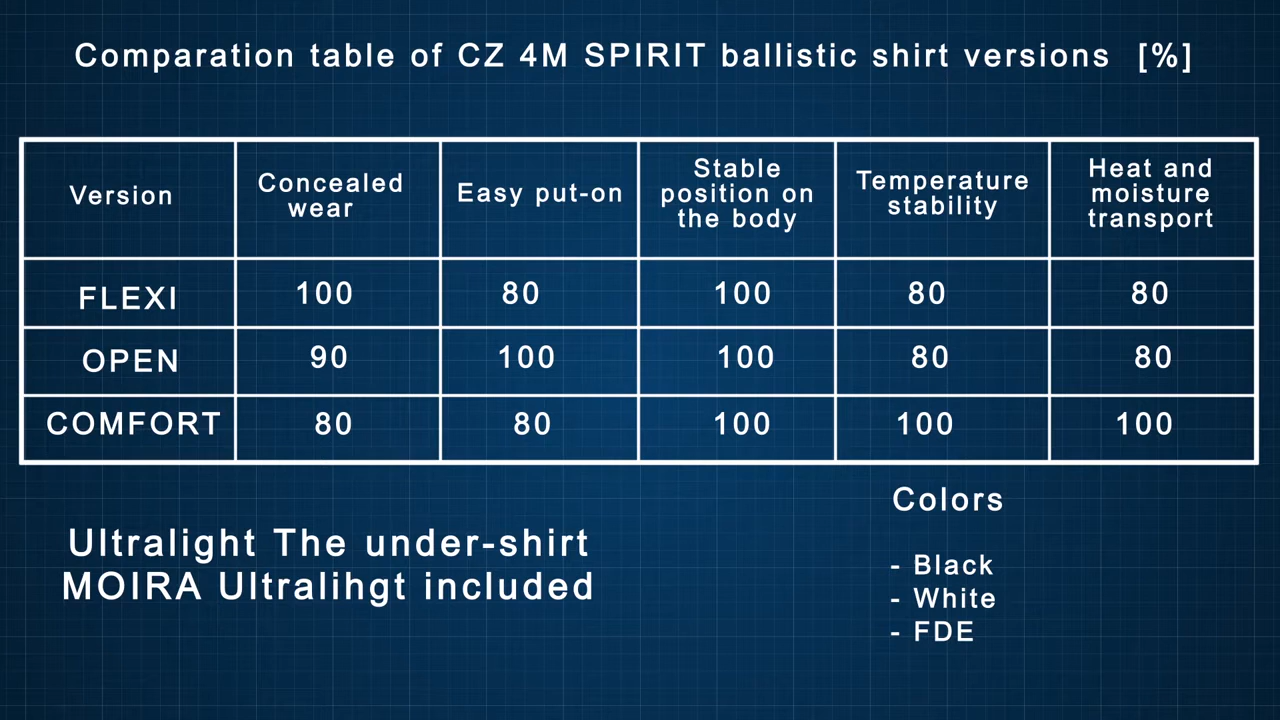 Comparation table of CZ 4M SPIRIT ballistic shirt versions [%]
Version
Concealed
wear
Easy put-on
Stable
position on
the body
Temperature
stability
Heat and
moisture
transport
FLEXI 100 80 100 80 80
OPEN 90 100 100 80 80
COMFORT 80 80 100 100 100
Ultralight The under-shirt
MOIRA Ultralihgt included
Colors
- Black
- White
- FDE